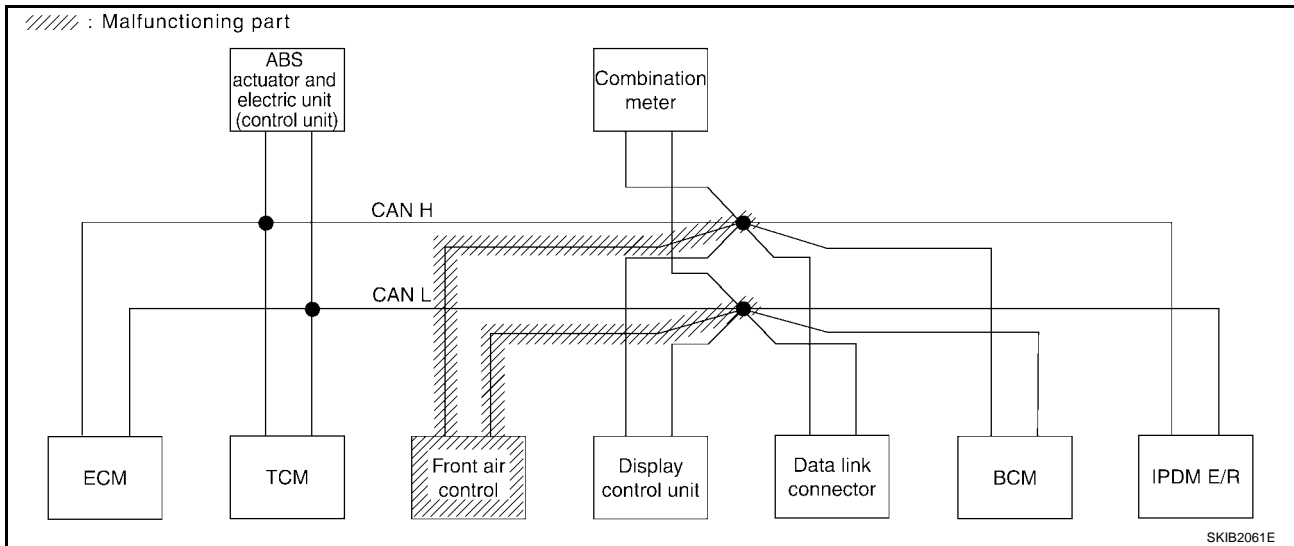 : Malfunctioning part
ABS
actuator and
electric unit
(control unit)
Combination
meter
CAN H
CAN L
ECM
TCM
Front air
control
Display
control unit
Data link
connector
BCM
IPDM E/R
SKIB2061E